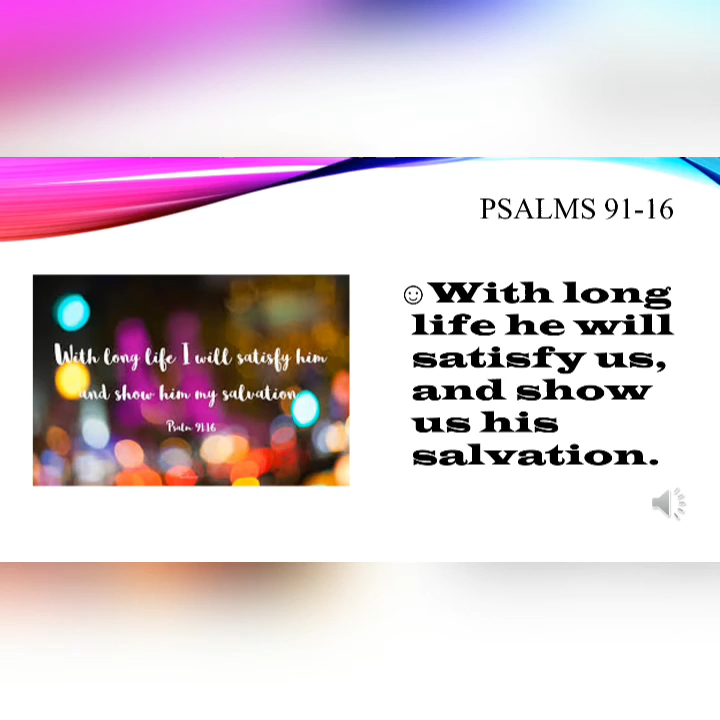 PSALMS 91-16
With long life I will satisfy him
and show him my salvation
Psalm 91:16
☺With long
life he will
satisfy us,
and show
us his
salvation.